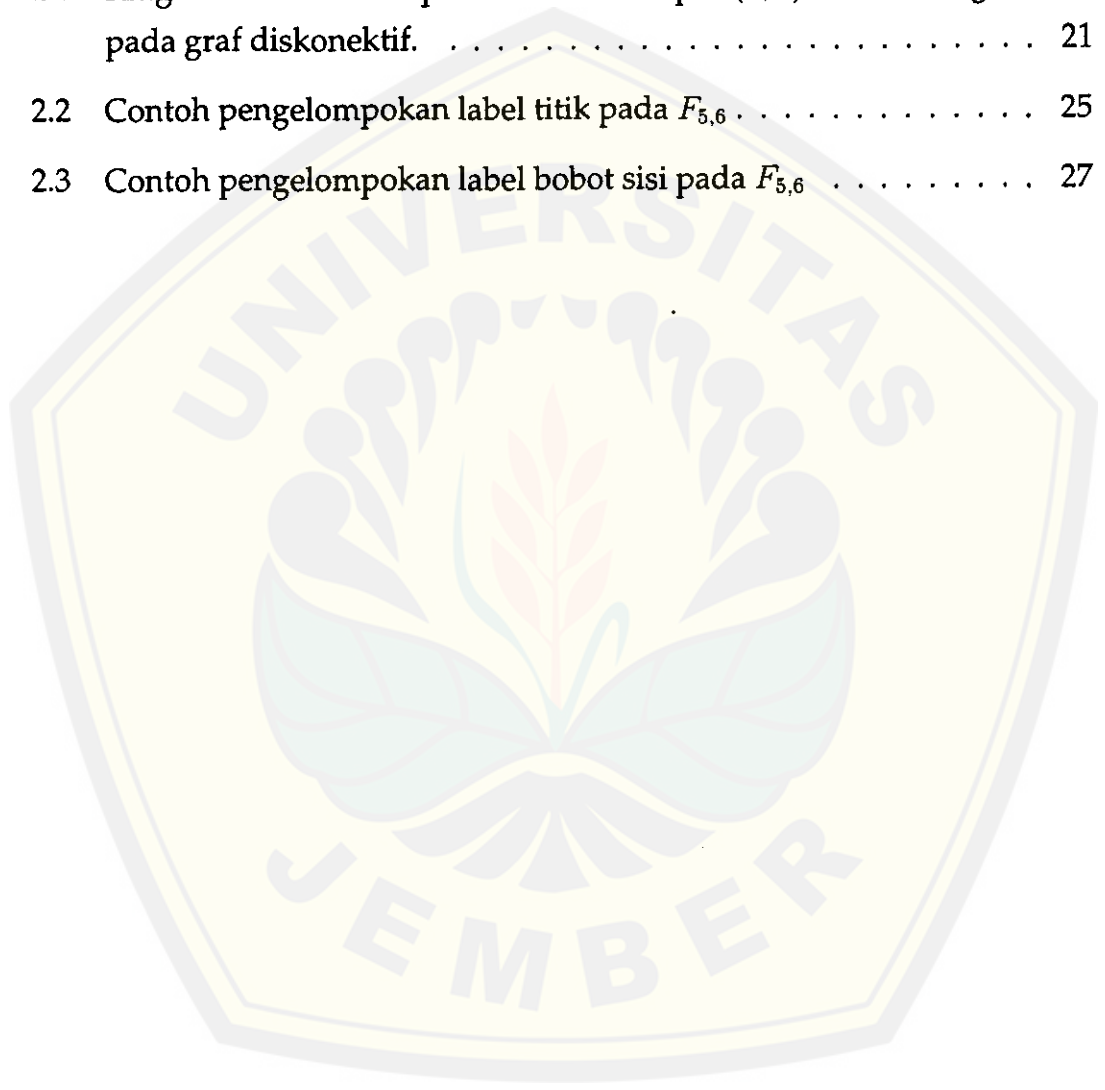 pada graf diskonektif. . . . . . . . . . . . . . . . . . . . . . . . . . 21
2.2 Contoh pengelompokan label titik pada F5,6 . . . . . . . . . . . . . 25
2.3 Contoh pengelompokan label bobot sisi pada F5,6 . . . . . . . . . 27
UNIVERSITAS
JEMBER